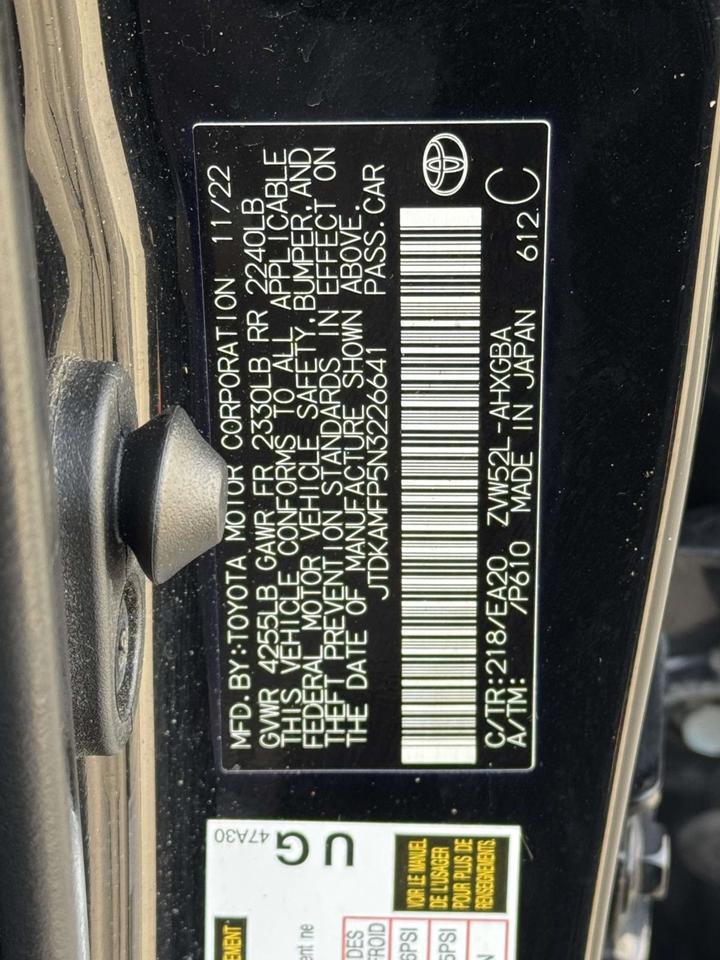 MFD. BY: TOYOTA MOTOR CORPORATION 11/22
GVWR 4255LB GAWR FR 2330LB RR 2240LB
THIS VEHICLE CONFORMS TO ALL APPLICABLE
FEDERAL MOTOR VEHICLE SAFETY, BUMPER, AND
THEFT PREVENTION STANDARDS IN EFFECT ON
THE DATE OF MANUFACTURE SHOWN ABOVE.
JTDKAMFP5N3226641 PASS. CAR
C/TR:218/EA20 ZVW52L-AHXGBA
A/TM: /P610 MADE IN JAPAN 612 C
47A30
UG
VOIR LE MANUEL
DE L'USAGER
POUR PLUS DE
RENSEIGNEMENTS